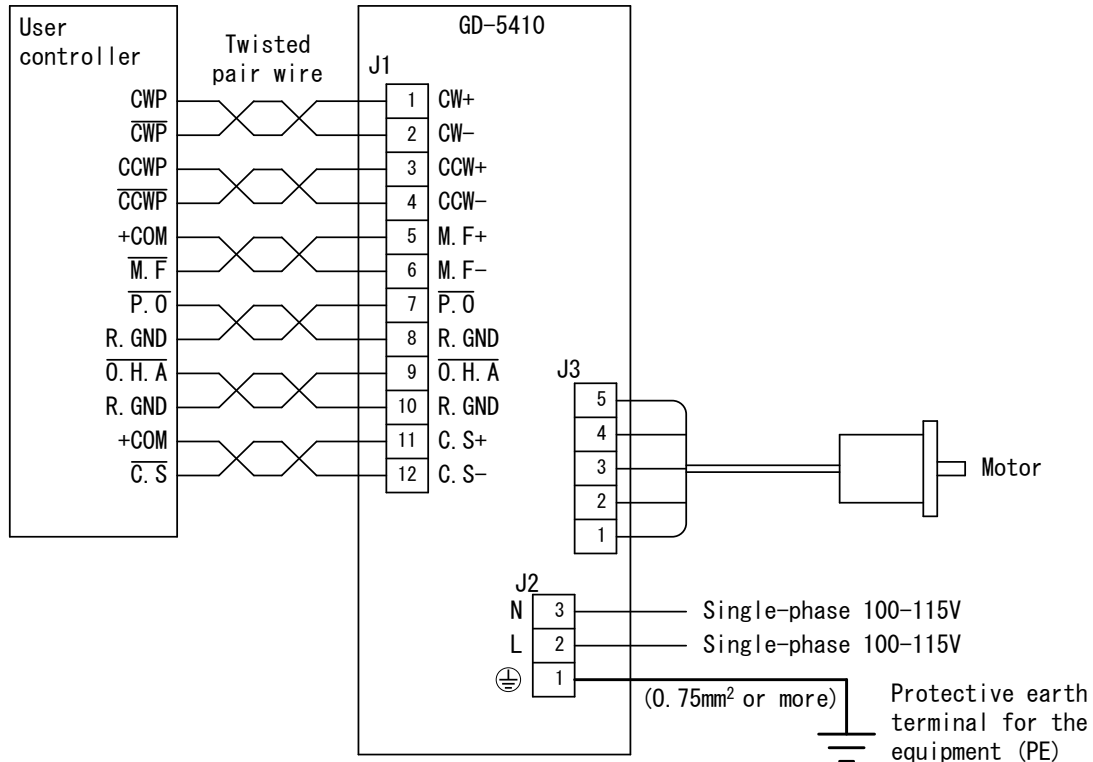 User
controller
Twisted
pair wire
GD-5410
J1
CWP 1 CW+
CWP 2 CW-
CCWP 3 CCW+
CCWP 4 CCW-
+COM 5 M.F+
M.F 6 M.F-
P.O 7 P.O
R.GND 8 R.GND
O.H.A 9 O.H.A
R.GND 10 R.GND
+COM 11 C.S+
C.S 12 C.S-
J3
5
4
3
2
1
Motor
J2
N 3 Single-phase 100-115V
L 2 Single-phase 100-115V
1
(0.75mm² or more)
Protective earth
terminal for the
equipment (PE)